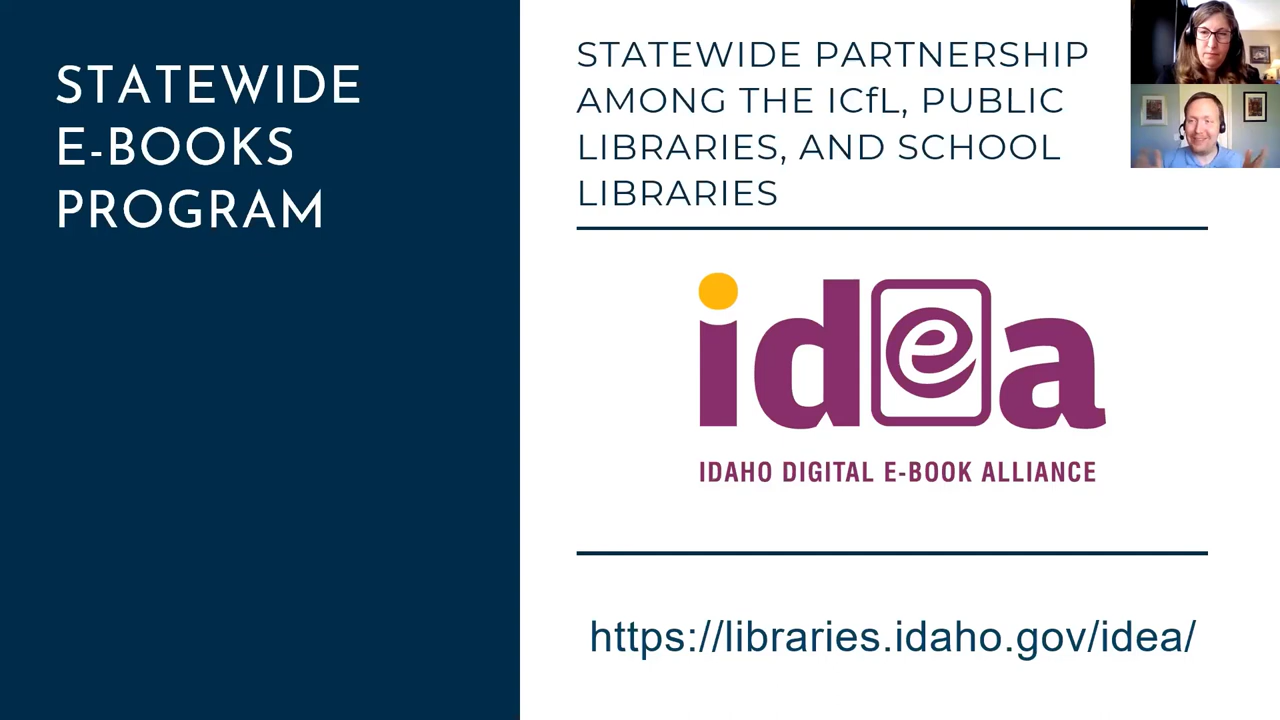 STATEWIDE
E-BOOKS
PROGRAM
STATEWIDE PARTNERSHIP
AMONG THE ICfL, PUBLIC
LIBRARIES, AND SCHOOL
LIBRARIES
idea
IDAHO DIGITAL E-BOOK ALLIANCE
https://libraries.idaho.gov/idea/